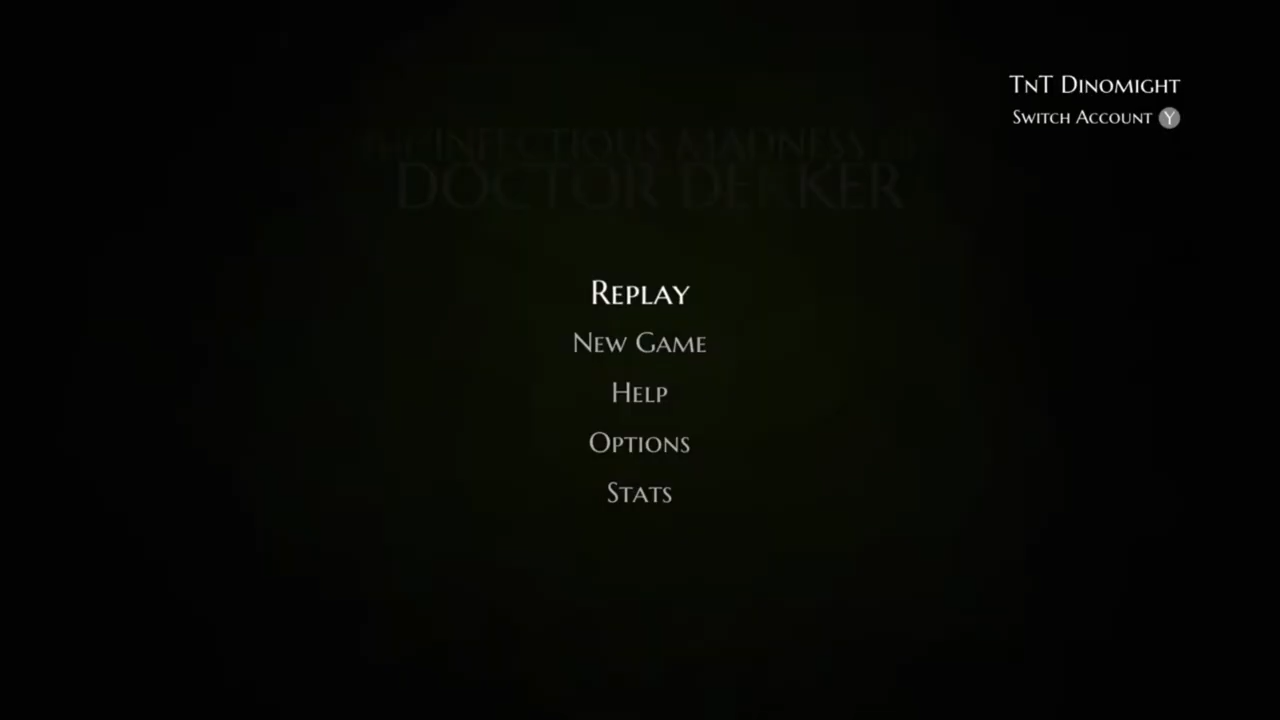 TnT Dinomight
Switch Account Y
THE INFECTIOUS MADNESS OF
DOCTOR DEKKER
Replay
New Game
Help
Options
Stats